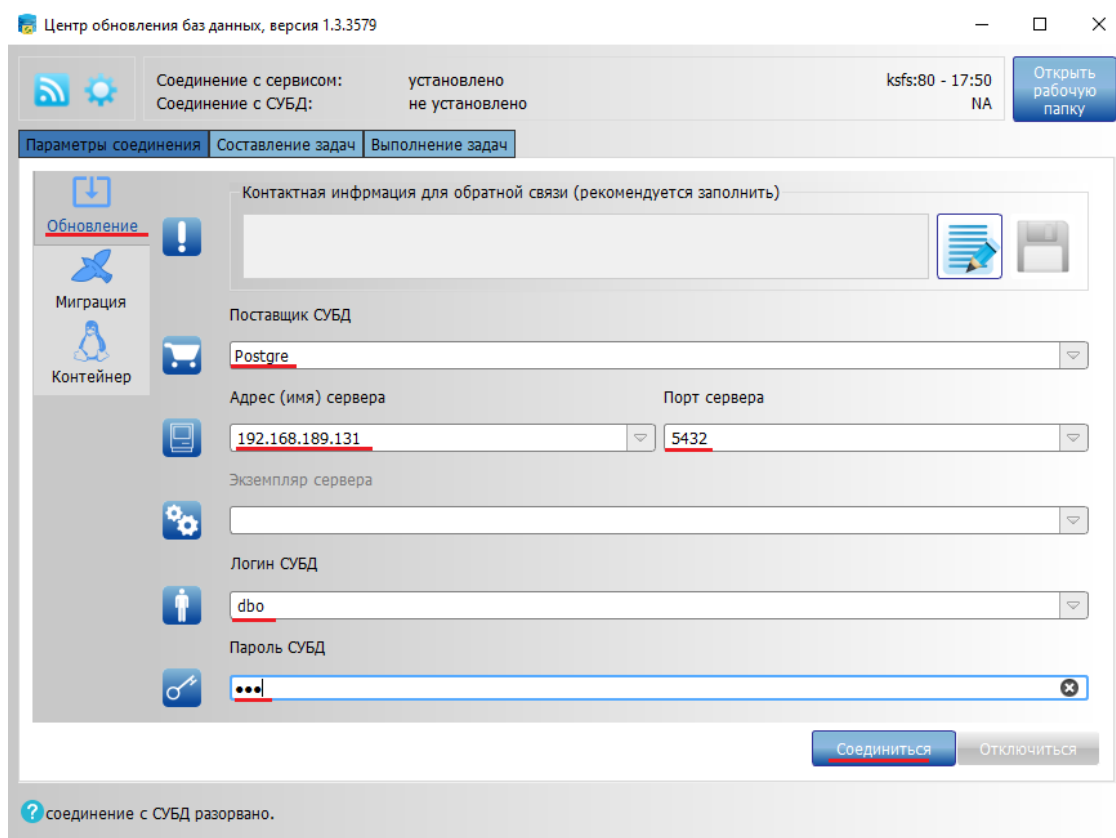 Центр обновления баз данных, версия 1.3.3579
Соединение с сервисом: установлено
ksfs:80 - 17:50
Соединение с СУБД: не установлено
NA
Открыть
рабочую
папку
Параметры соединения
Составление задач
Выполнение задач
Обновление
Миграция
Контейнер
Контактная инфрмация для обратной связи (рекомендуется заполнить)
Поставщик СУБД
Postgre
Адрес (имя) сервера
Порт сервера
192.168.189.131
5432
Экземпляр сервера
Логин СУБД
dbo
Пароль СУБД
•••
Соединиться
Отключиться
соединение с СУБД разорвано.